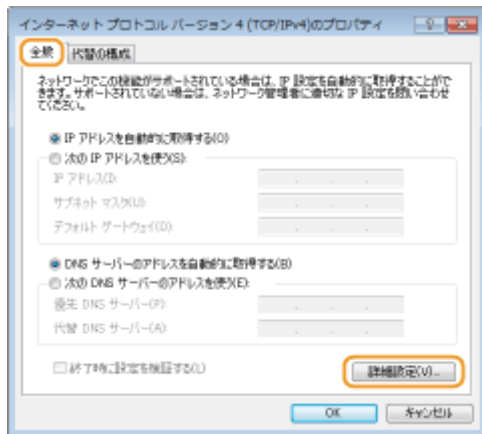 インターネット プロトコル バージョン 4 (TCP/IPv4)のプロパティ
全般 代替の構成
ネットワークでこの機能がサポートされている場合は、IP 設定を自動的に取得することがで
きます。サポートされていない場合は、ネットワーク管理者に適切な IP 設定を問い合わせ
てください。
IP アドレスを自動的に取得する(O)
次の IP アドレスを使う(S):
IP アドレス(I):
サブネット マスク(U):
デフォルト ゲートウェイ(D):
DNS サーバーのアドレスを自動的に取得する(B)
次の DNS サーバーのアドレスを使う(E):
優先 DNS サーバー(P):
代替 DNS サーバー(A):
終了時に設定を検証する(L)
詳細設定(V)...
OK キャンセル